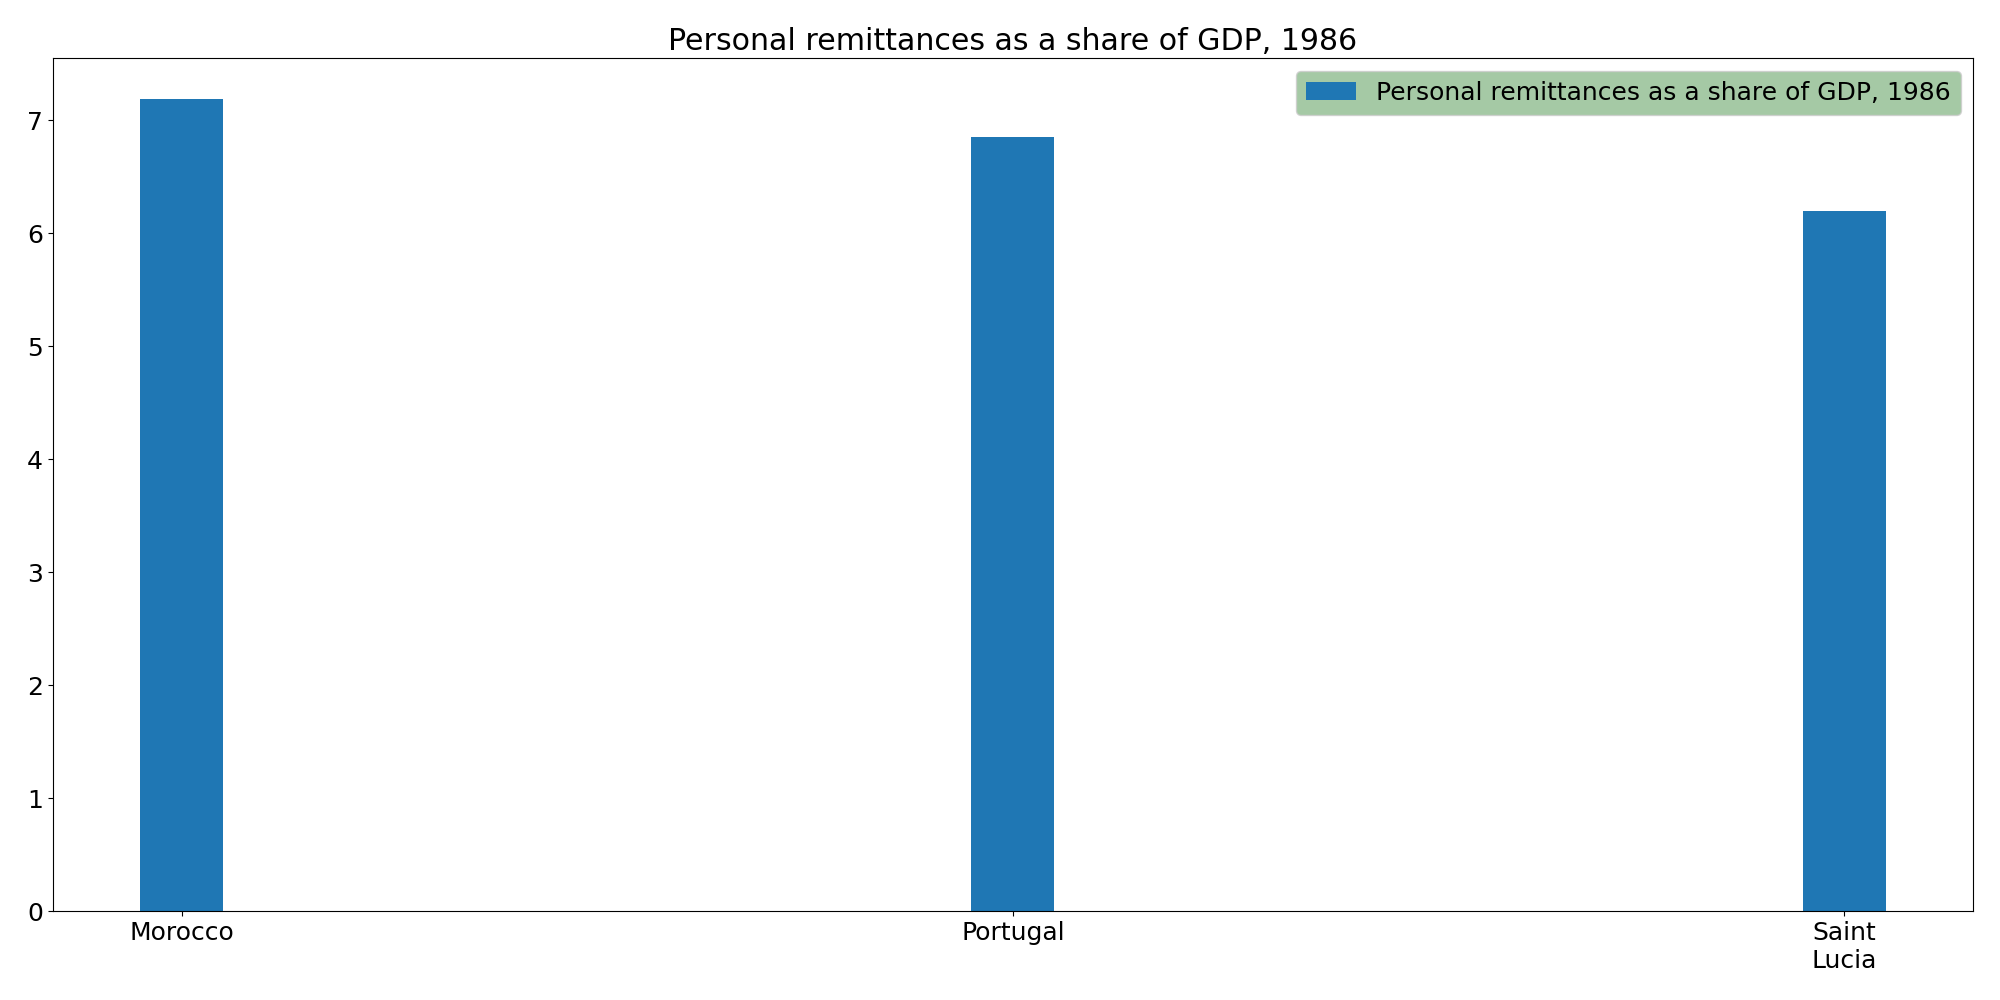 Personal remittances as a share of GDP, 1986
Personal remittances as a share of GDP, 1986
7
6
5
4
3
2
1
0
Morocco
Portugal
Saint
Lucia